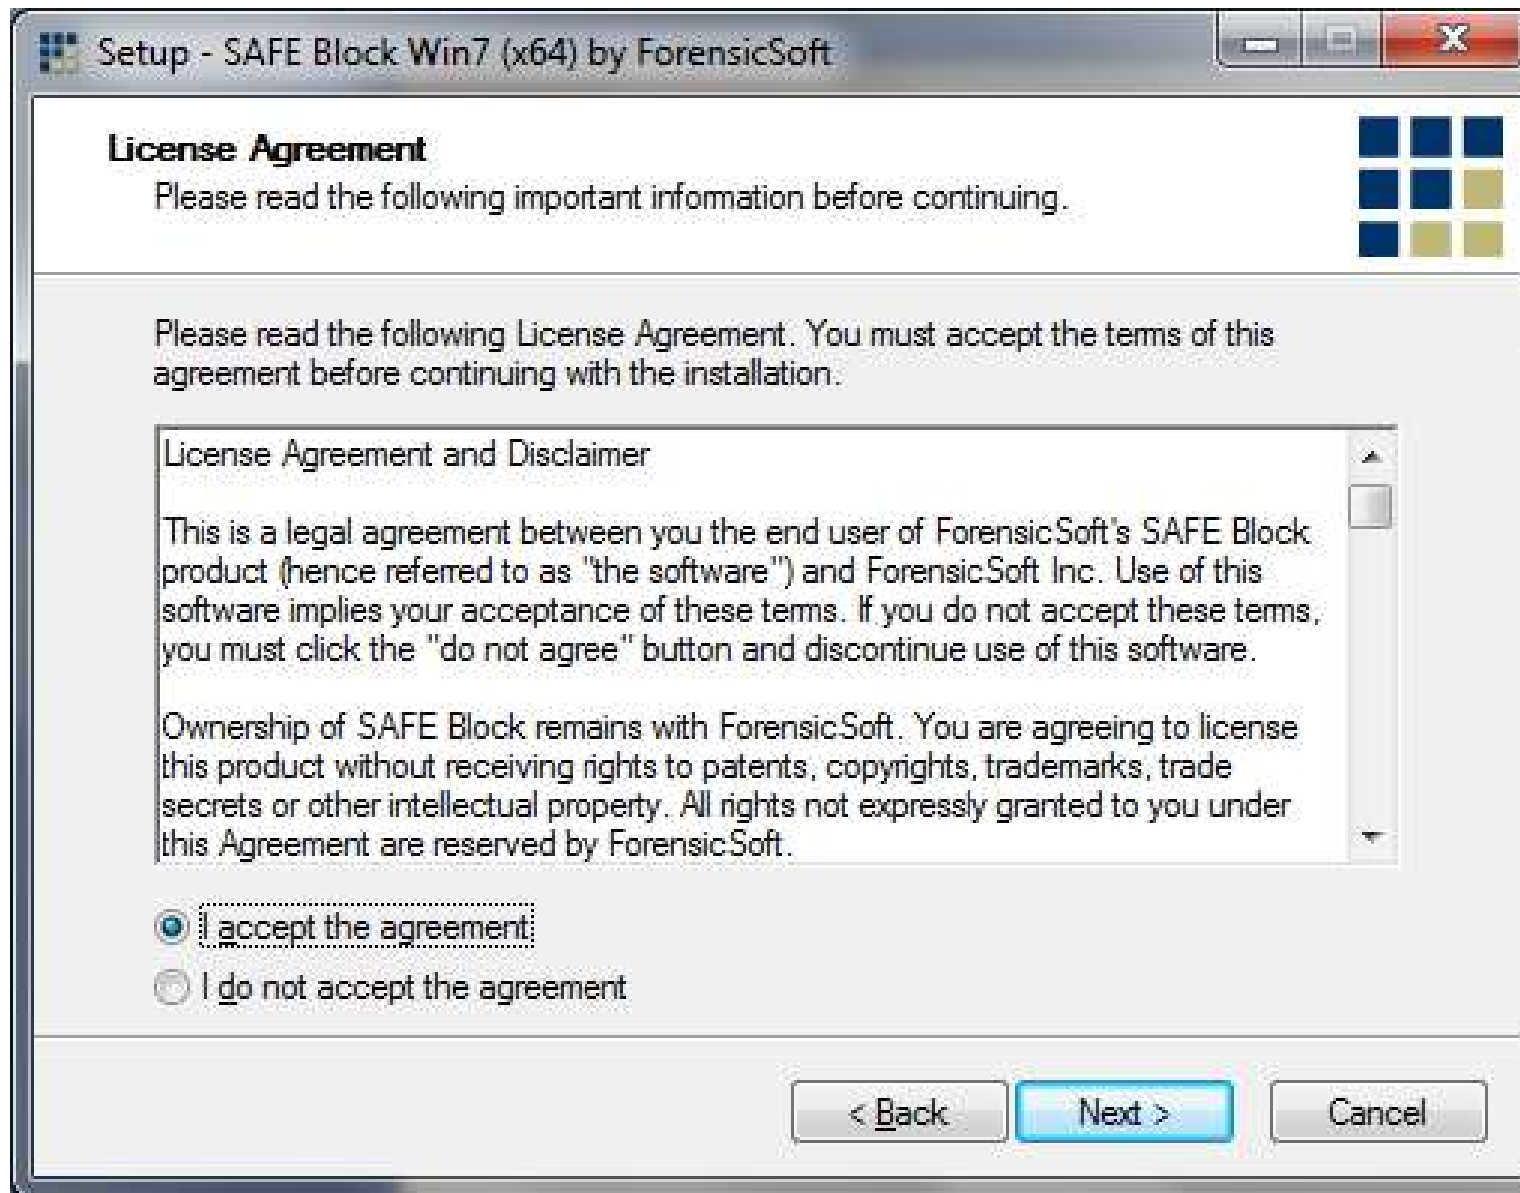 Setup - SAFE Block Win7 (x64) by ForensicSoft
License Agreement
Please read the following important information before continuing.
Please read the following License Agreement. You must accept the terms of this
agreement before continuing with the installation.
License Agreement and Disclaimer
This is a legal agreement between you the end user of ForensicSoft's SAFE Block
product (hence referred to as "the software") and ForensicSoft Inc. Use of this
software implies your acceptance of these terms. If you do not accept these terms,
you must click the "do not agree" button and discontinue use of this software.
Ownership of SAFE Block remains with ForensicSoft. You are agreeing to license
this product without receiving rights to patents, copyrights, trademarks, trade
secrets or other intellectual property. All rights not expressly granted to you under
this Agreement are reserved by ForensicSoft.
I accept the agreement
I do not accept the agreement
< Back Next > Cancel